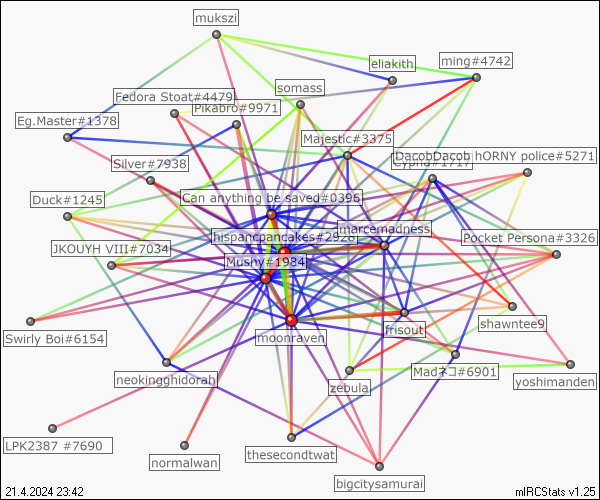 mukszi
eliakith
ming#4742
somass
Fedora Stoat#4479
Pikabro#9971
Eg.Master#1378
Majestic#3375
DacobDacob
hORNY police#5271
Silver#7938
Can anything be saved#0396
Duck#1245
marcemadness
hispancpancakes#2928
Pocket Persona#3326
JKOUYH VIII#7034
Mushy#1984
shawntee9
frisout
Swirly Boi#6154
moonraven
Madネコ#6901
neokingghidorah
zebula
yoshimanden
LPK2387 #7690
thesecondtwat
normalwan
bigcitysamurai
21.4.2024 23:42
mIRCStats v1.25